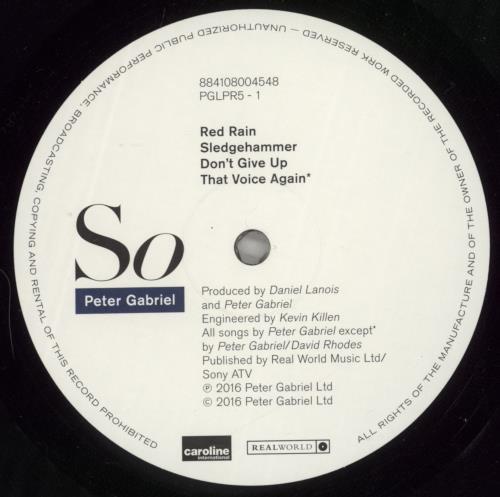 884108004548
PGLPR5 - 1
Red Rain
Sledgehammer
Don't Give Up
That Voice Again*
So
Peter Gabriel
Produced by Daniel Lanois
and Peter Gabriel
Engineered by Kevin Killen
All songs by Peter Gabriel except*
by Peter Gabriel/David Rhodes
Published by Real World Music Ltd/
Sony ATV
℗ 2016 Peter Gabriel Ltd
© 2016 Peter Gabriel Ltd
caroline
international
REALWORLD
ALL RIGHTS OF THE MANUFACTURE AND OF THE OWNER OF THE RECORDED WORK RESERVED — UNAUTHORIZED PUBLIC PERFORMANCE, BROADCASTING, COPYING AND RENTAL OF THIS RECORD PROHIBITED